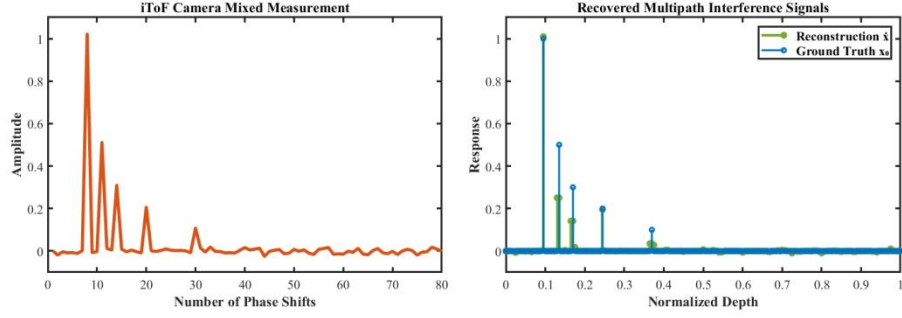 iToF Camera Mixed Measurement
1
0.8
0.6
0.4
0.2
0
Amplitude
0 10 20 30 40 50 60 70 80
Number of Phase Shifts
Recovered Multipath Interference Signals
Reconstruction x̂
Ground Truth x₀
1
0.8
0.6
0.4
0.2
0
Response
0 0.1 0.2 0.3 0.4 0.5 0.6 0.7 0.8 0.9 1
Normalized Depth